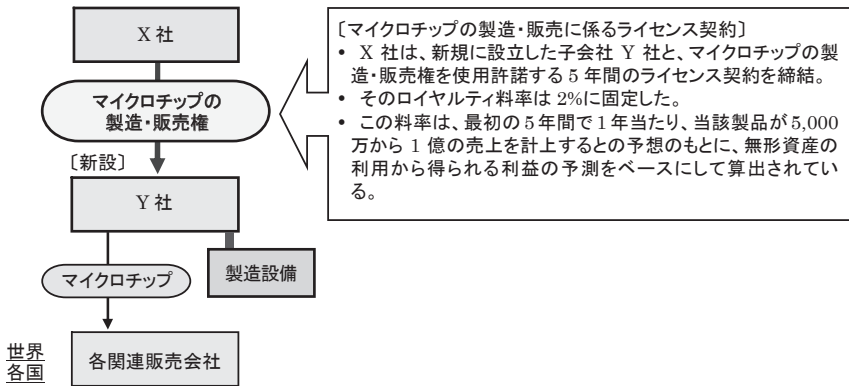 X 社
マイクロチップの
製造・販売権
〔新設〕
Y 社
マイクロチップ
製造設備
世界
各国
各関連販売会社
〔マイクロチップの製造・販売に係るライセンス契約〕
• X 社は、新規に設立した子会社 Y 社と、マイクロチップの製
造・販売権を使用許諾する 5 年間のライセンス契約を締結。
• そのロイヤルティ料率は 2%に固定した。
• この料率は、最初の 5 年間で 1 年当たり、当該製品が 5,000
万から 1 億の売上を計上するとの予想のもとに、無形資産の
利用から得られる利益の予測をベースにして算出されてい
る。